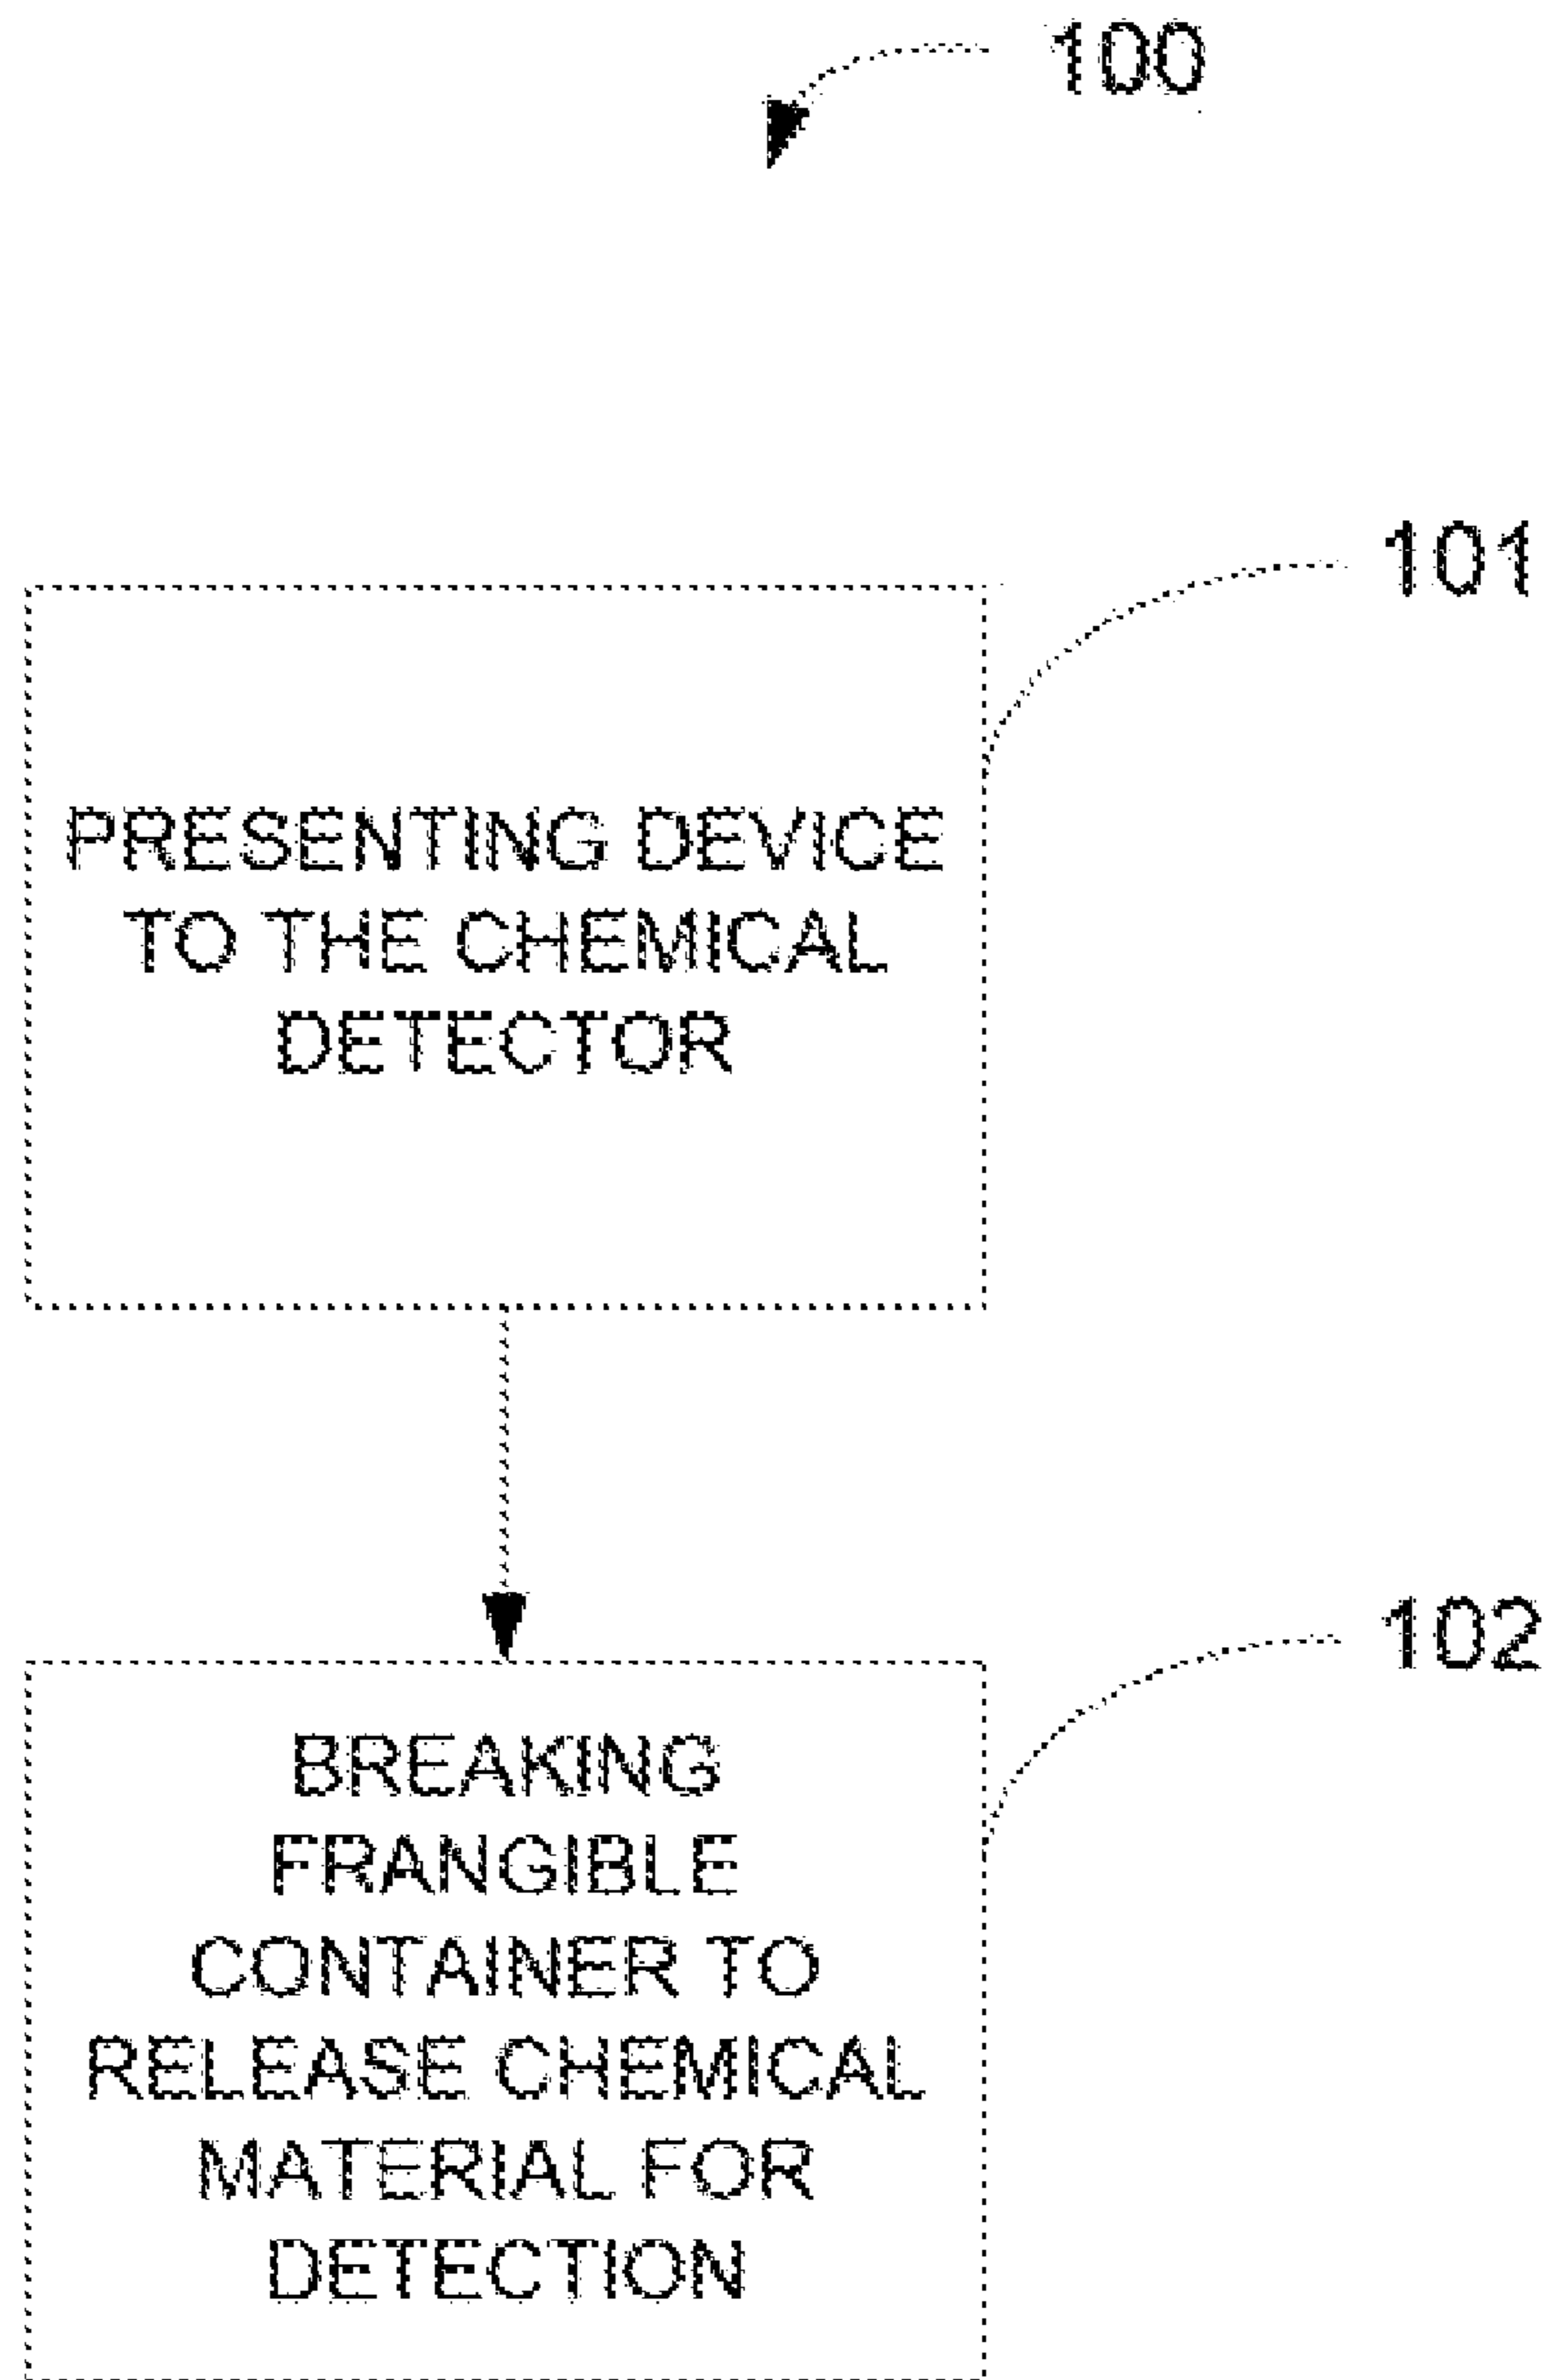 100
101
PRESENTING DEVICE
TO THE CHEMICAL
DETECTOR
102
BREAKING
FRANGIBLE
CONTAINER TO
RELEASE CHEMICAL
MATERIAL FOR
DETECTION